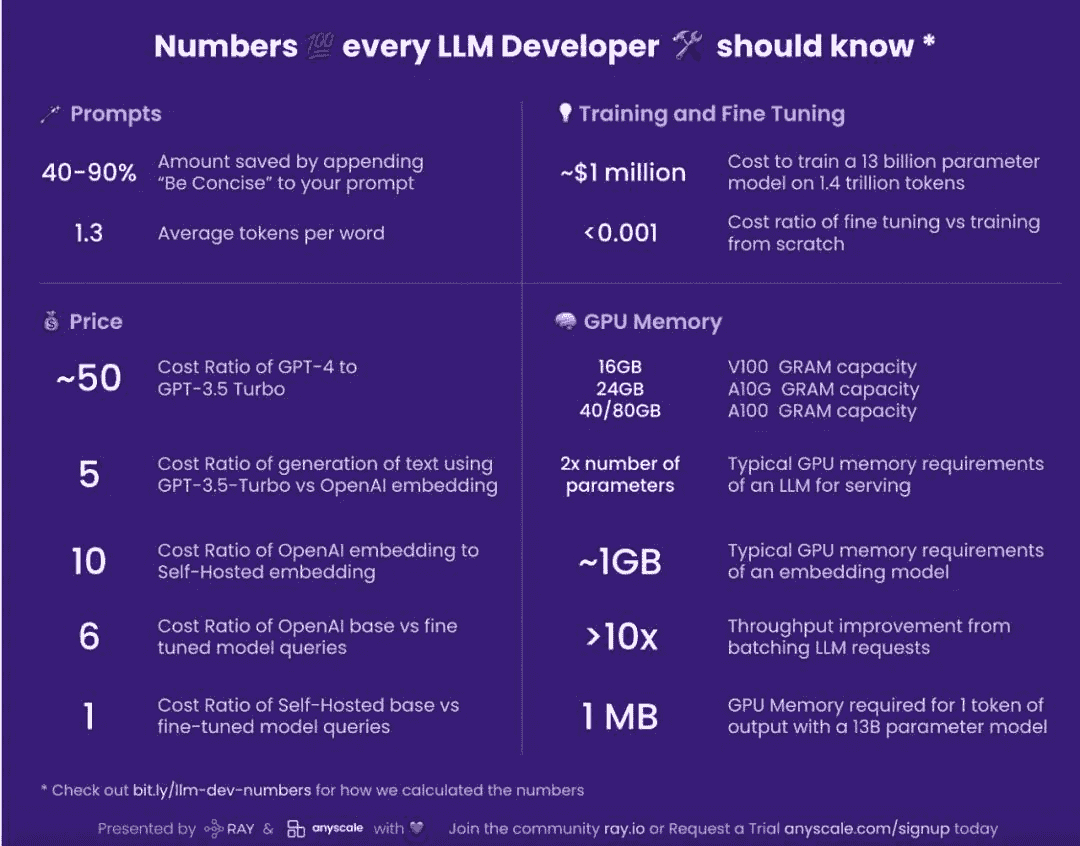 Numbers 💯 every LLM Developer 🛠 should know *
Prompts
40-90%
Amount saved by appending
“Be Concise” to your prompt
1.3
Average tokens per word
Training and Fine Tuning
~$1 million
Cost to train a 13 billion parameter
model on 1.4 trillion tokens
<0.001
Cost ratio of fine tuning vs training
from scratch
Price
~50
Cost Ratio of GPT-4 to
GPT-3.5 Turbo
5
Cost Ratio of generation of text using
GPT-3.5-Turbo vs OpenAI embedding
10
Cost Ratio of OpenAI embedding to
Self-Hosted embedding
6
Cost Ratio of OpenAI base vs fine
tuned model queries
1
Cost Ratio of Self-Hosted base vs
fine-tuned model queries
GPU Memory
16GB V100 GRAM capacity
24GB A10G GRAM capacity
40/80GB A100 GRAM capacity
2x number of
parameters
Typical GPU memory requirements
of an LLM for serving
~1GB
Typical GPU memory requirements
of an embedding model
>10x
Throughput improvement from
batching LLM requests
1 MB
GPU Memory required for 1 token of
output with a 13B parameter model
* Check out bit.ly/llm-dev-numbers for how we calculated the numbers
Presented by RAY & anyscale with 🤍 Join the community ray.io or Request a Trial anyscale.com/signup today